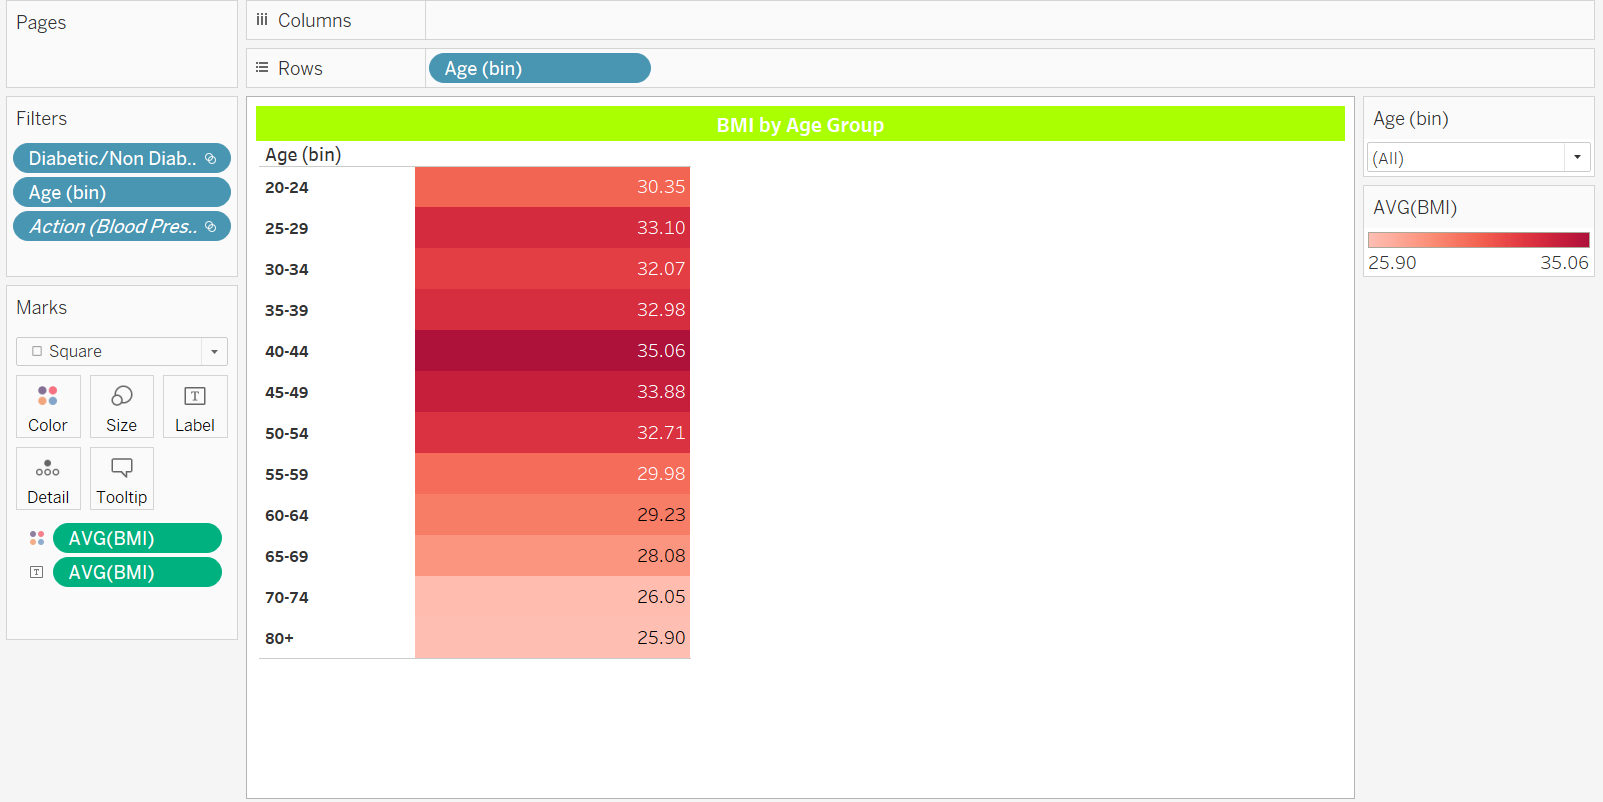 Pages
Columns
Rows
Age (bin)
Filters
Diabetic/Non Diab..
Age (bin)
Action (Blood Pres..
Marks
Square
Color
Size
T
Label
Detail
Tooltip
AVG(BMI)
T
AVG(BMI)
BMI by Age Group
Age (bin)
20-24 30.35
25-29 33.10
30-34 32.07
35-39 32.98
40-44 35.06
45-49 33.88
50-54 32.71
55-59 29.98
60-64 29.23
65-69 28.08
70-74 26.05
80+ 25.90
Age (bin)
(All)
AVG(BMI)
25.90 35.06